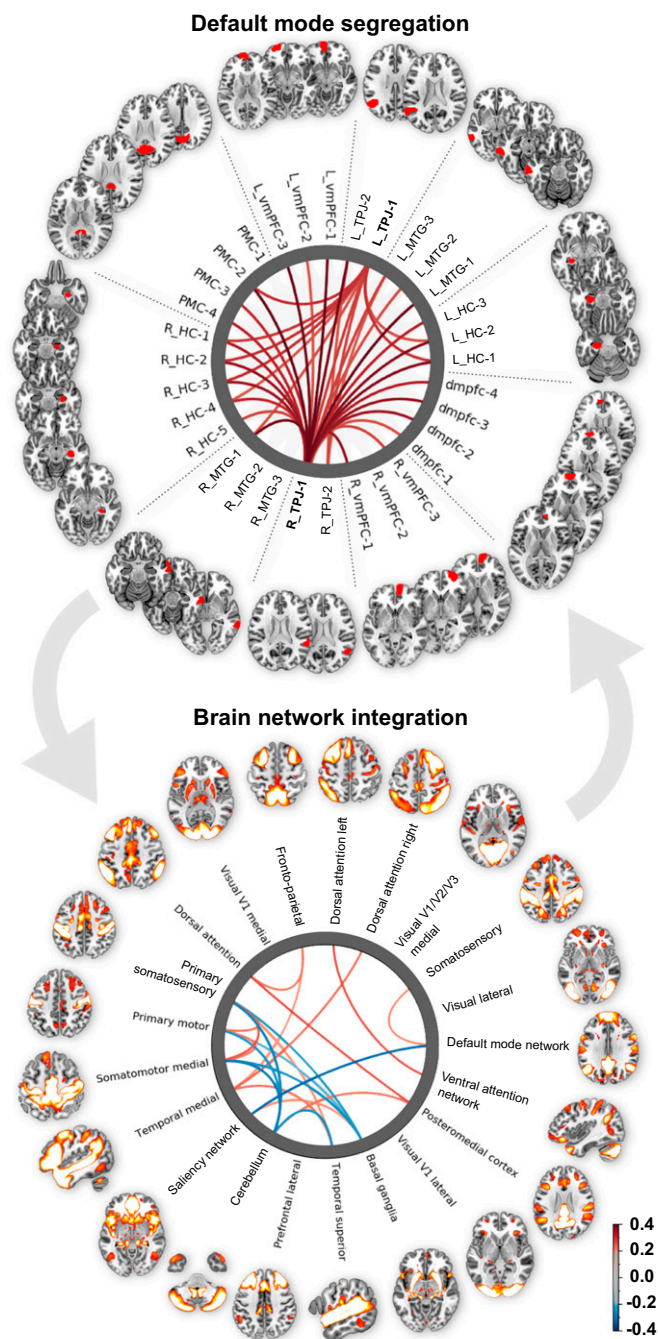 Default mode segregation
L_vmPFC-1
L_vmPFC-2
L_vmPFC-3
PMC-1
PMC-2
PMC-3
PMC-4
R_HC-1
R_HC-2
R_HC-3
R_HC-4
R_HC-5
R_MTG-1
R_MTG-2
R_MTG-3
R_TPJ-1
R_TPJ-2
R_vmPFC-1
R_vmPFC-2
R_vmPFC-3
dmpfc-1
dmpfc-2
dmpfc-3
dmpfc-4
L_HC-1
L_HC-2
L_HC-3
L_MTG-1
L_MTG-2
L_MTG-3
L_TPJ-1
L_TPJ-2
Brain network integration
Dorsal attention left
Dorsal attention right
Visual V1/V2/V3
medial
Somatosensory
Visual lateral
Default mode network
Ventral attention
network
Posteromedial cortex
Visual V1 lateral
Basal ganglia
Temporal superior
Prefrontal lateral
Cerebellum
Saliency network
Temporal medial
Somatomotor medial
Primary motor
Primary
somatosensory
Dorsal attention
Visual V1 medial
Fronto-parietal
0.4
0.2
0.0
-0.2
-0.4